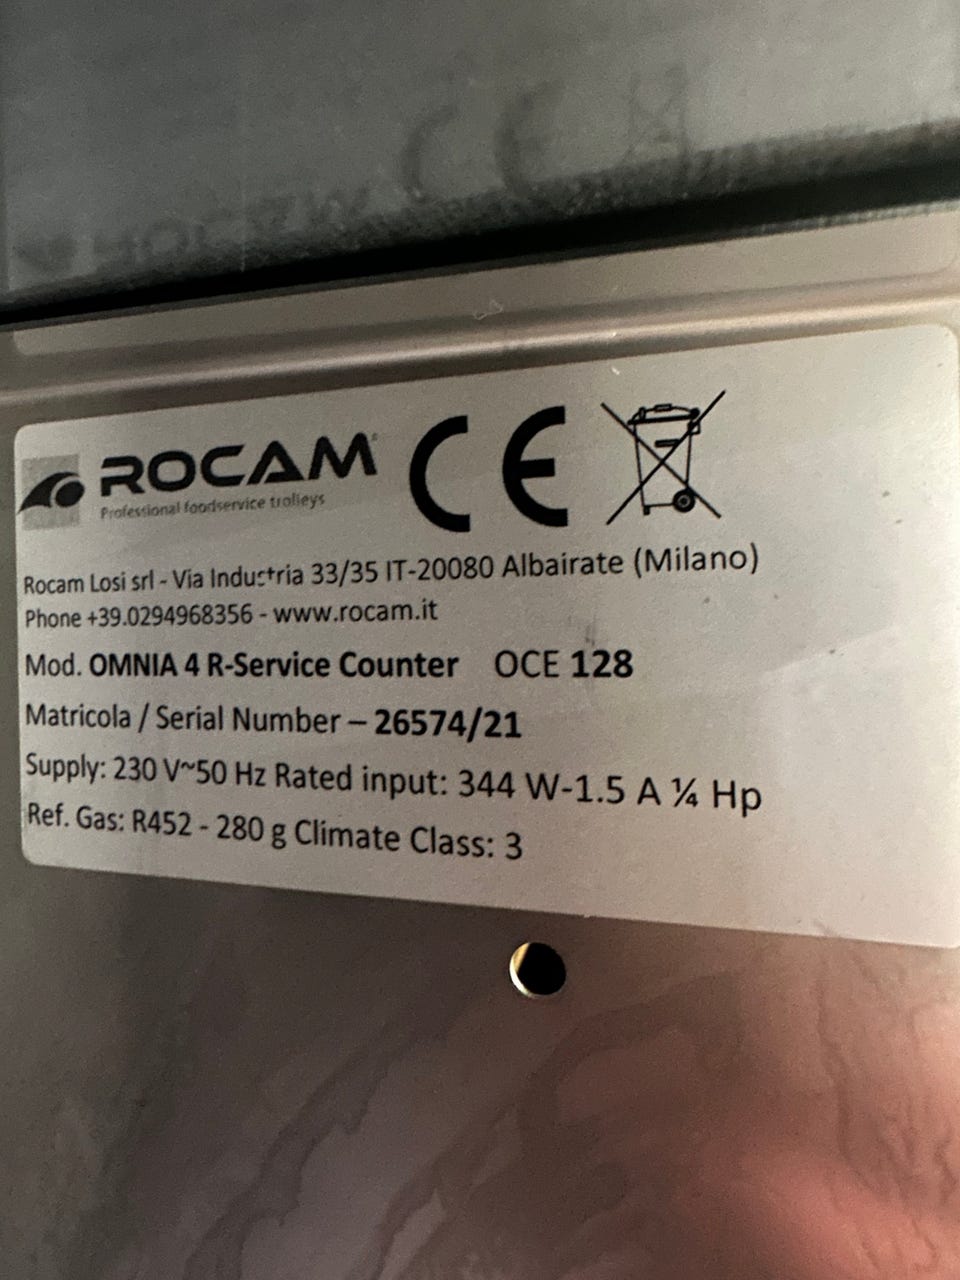 ROCAM
Professional foodservice trolleys
CE
Rocam Losi srl - Via Industria 33/35 IT-20080 Albairate (Milano)
Phone +39.0294968356 - www.rocam.it
Mod. OMNIA 4 R-Service Counter OCE 128
Matricola / Serial Number – 26574/21
Supply: 230 V~50 Hz Rated input: 344 W-1.5 A ¼ Hp
Ref. Gas: R452 - 280 g Climate Class: 3